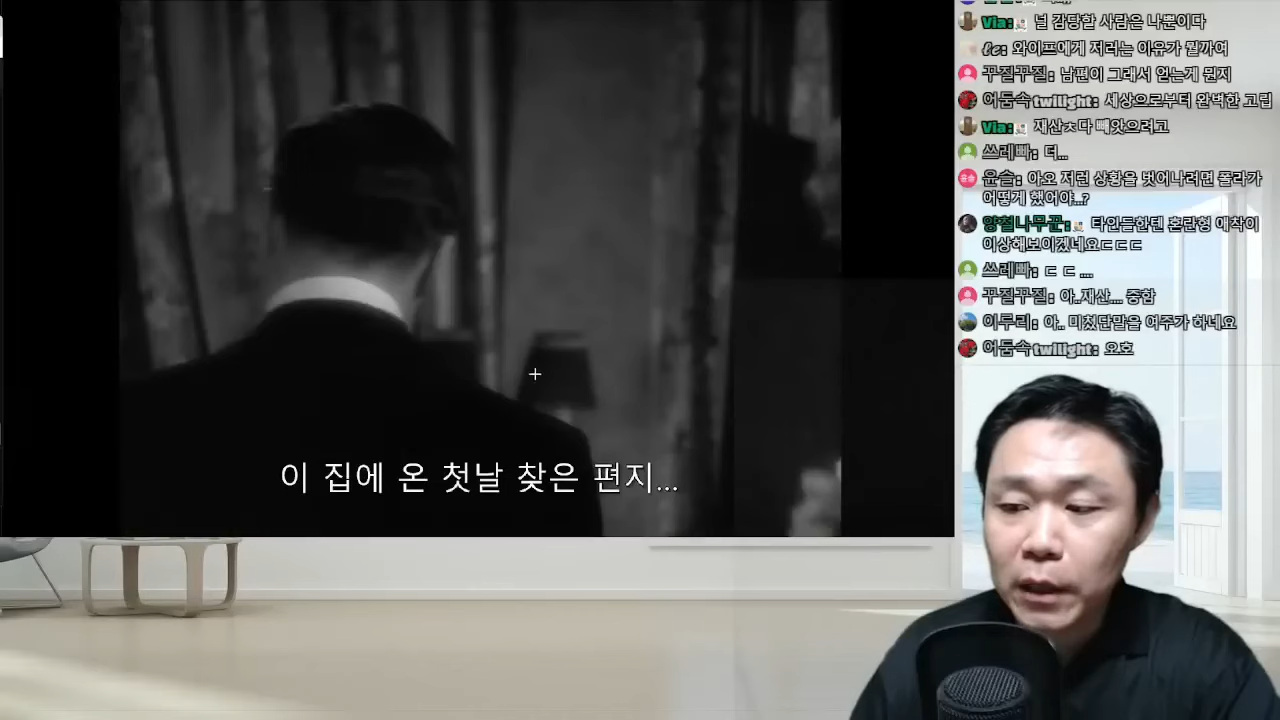 이 집에 온 첫날 찾은 편지...
Via: 널 감당할 사람은 나뿐이다
le: 와이프에게 저러는 이유가 뭘까여
꾸질꾸질: 남편이 그래서 얻는게 뭔지
어둠속twilight: 세상으로부터 완벽한 고립
Via: 재산ㅊ다 빼앗으려고
쓰레빠: 더...
윤슬: 아오 저런 상황을 벗어나려면 폴라가
어떻게 했어야..?
양철나무꾼: 타인들한텐 혼란형 애착이
이상해보이겠네요ㄷㄷㄷ
쓰레빠: ㄷ ㄷ ....
꾸질꾸질: 아..재산.... 중함
이루리: 아.. 미쳤단말을 여주가 하네요
어둠속twilight: 오호